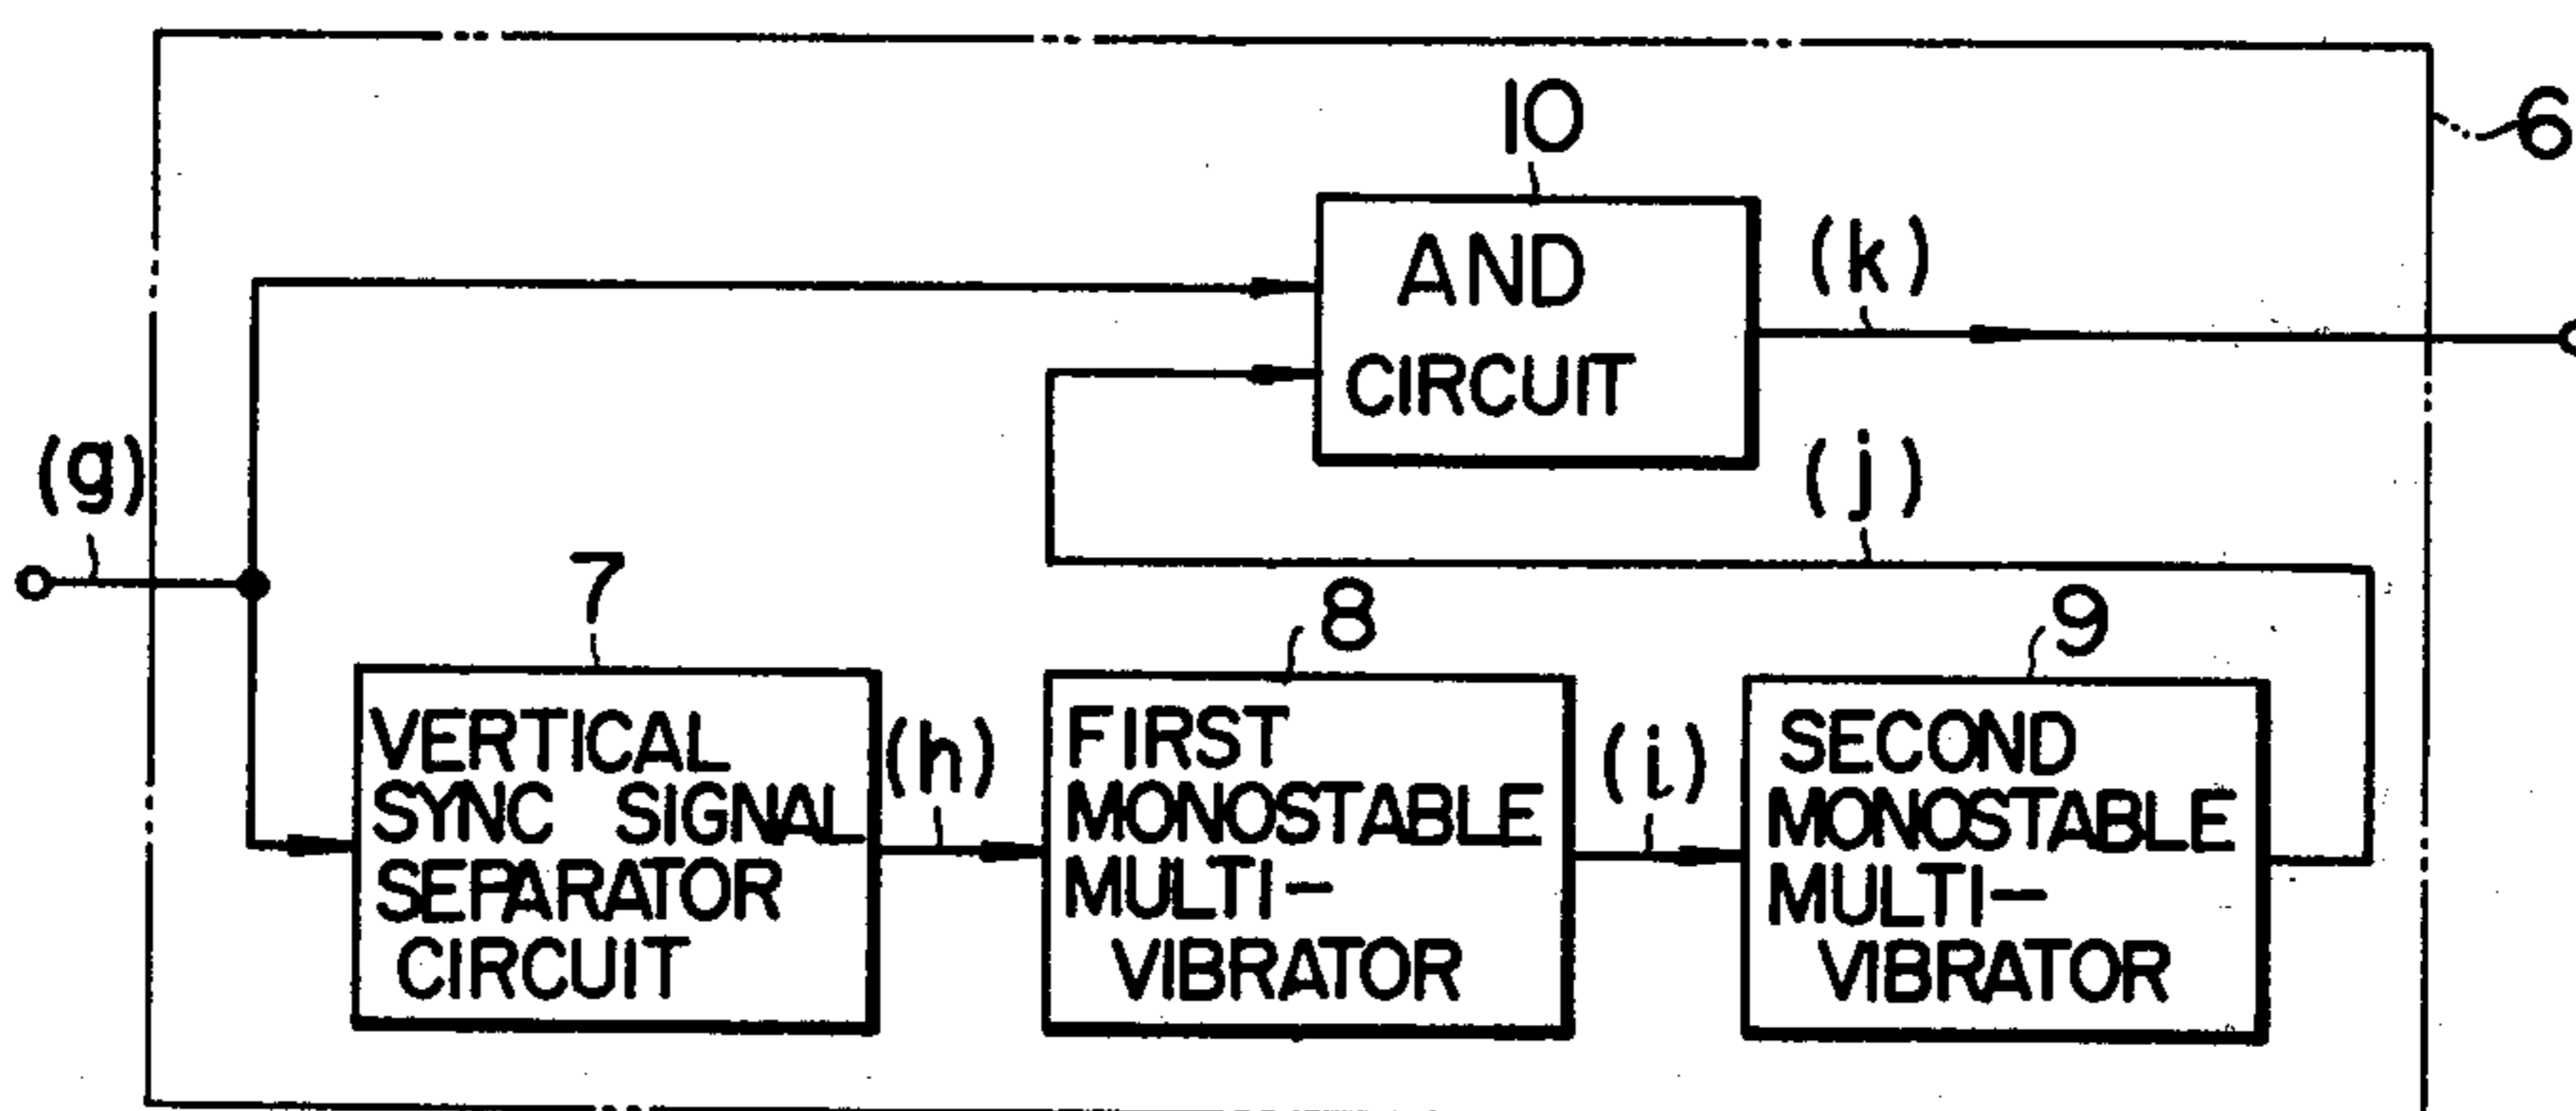 10
6
AND
CIRCUIT
(k)
(g)
(j)
7
8
9
VERTICAL
SYNC SIGNAL
SEPARATOR
CIRCUIT
(h)
FIRST
MONOSTABLE
MULTI-
VIBRATOR
(i)
SECOND
MONOSTABLE
MULTI-
VIBRATOR